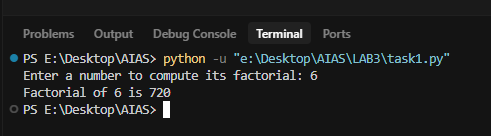 Problems Output Debug Console Terminal Ports
PS E:\Desktop\AIAS> python -u "e:\Desktop\AIAS\LAB3\task1.py"
Enter a number to compute its factorial: 6
Factorial of 6 is 720
PS E:\Desktop\AIAS>